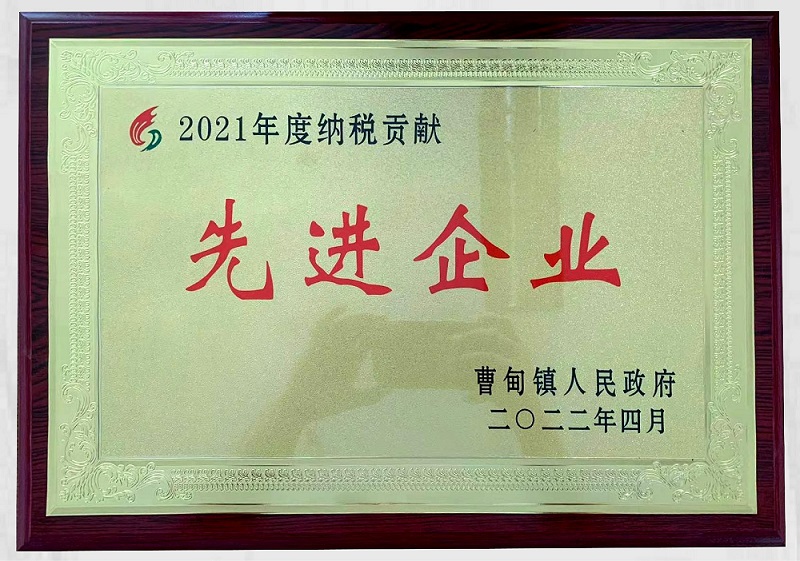 2021年度纳税贡献
先进企业
曹甸镇人民政府
二〇二二年四月